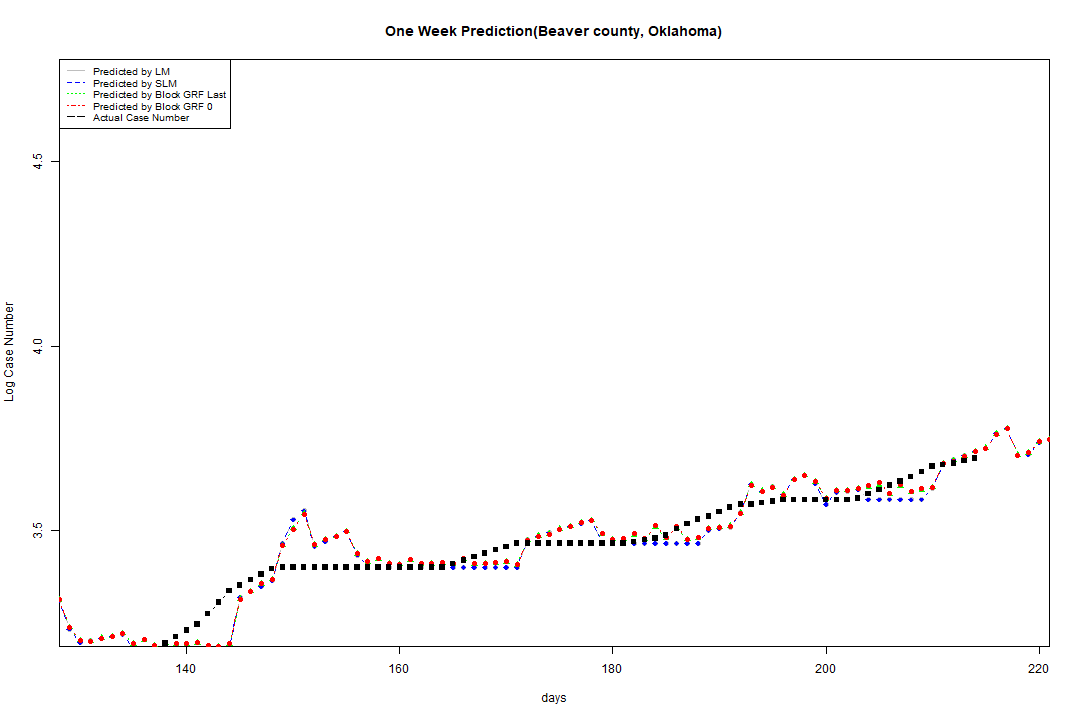 One Week Prediction(Beaver county, Oklahoma)
Predicted by LM
Predicted by SLM
Predicted by Block GRF Last
Predicted by Block GRF 0
Actual Case Number
4.5
4.0
3.5
Log Case Number
140 160 180 200 220
days